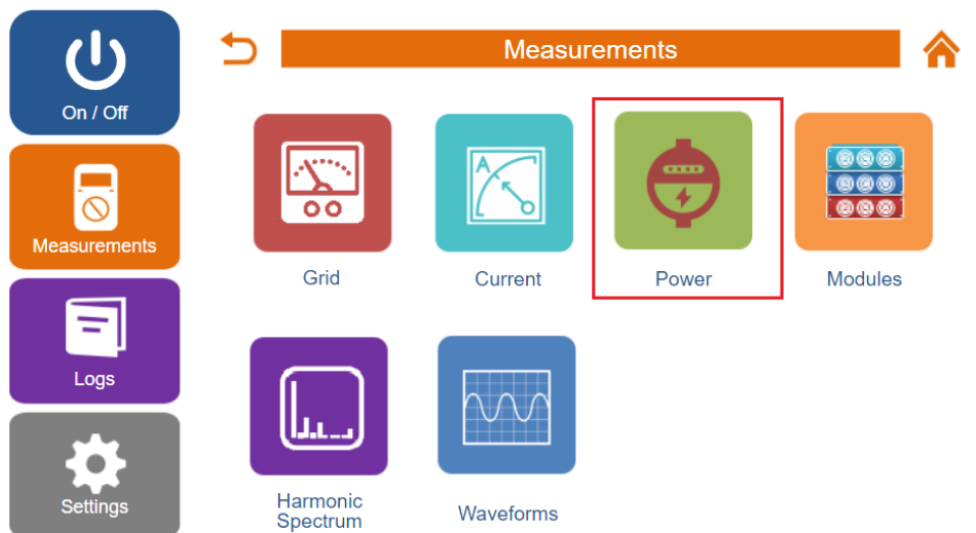 On / Off
Measurements
Logs
Settings
Measurements
Grid
A
Current
Power
Modules
Harmonic
Spectrum
Waveforms